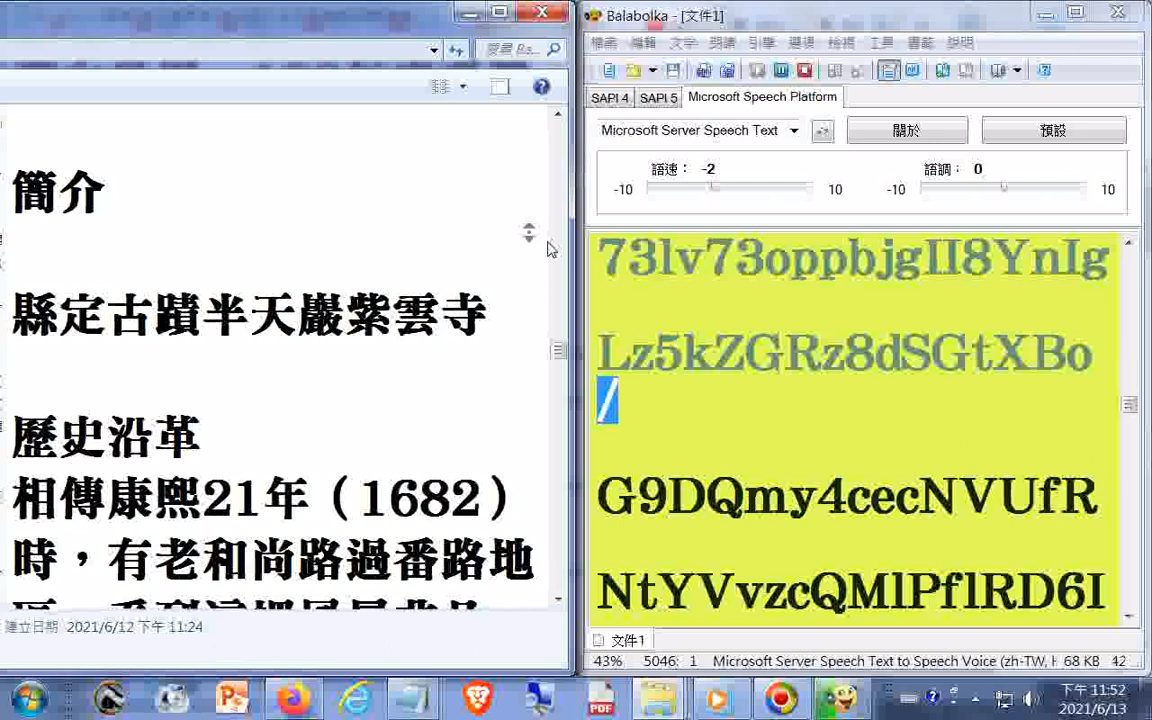 簡介
縣定古蹟半天巖紫雲寺
歷史沿革
相傳康熙21年（1682）
時，有老和尚路過番路地
建立日期 2021/6/12 下午 11:24
Balabolka - [文件1]
檔案 編輯 文字 朗讀 引擎 選項 檢視 工具 書籤 說明
SAPI 4 SAPI 5 Microsoft Speech Platform
Microsoft Server Speech Text 關於 預設
語速： -2 語調： 0
-10 10 -10 10
73lv73oppbjgII8YnIg
Lz5kZGRz8dSGtXBo
/
G9DQmy4cecNVUfR
NtYVvzcQMlPflRD6I
文件1
43% 5046: 1 Microsoft Server Speech Text to Speech Voice (zh-TW, 68 KB 42
PDF
下午 11:52
2021/6/13